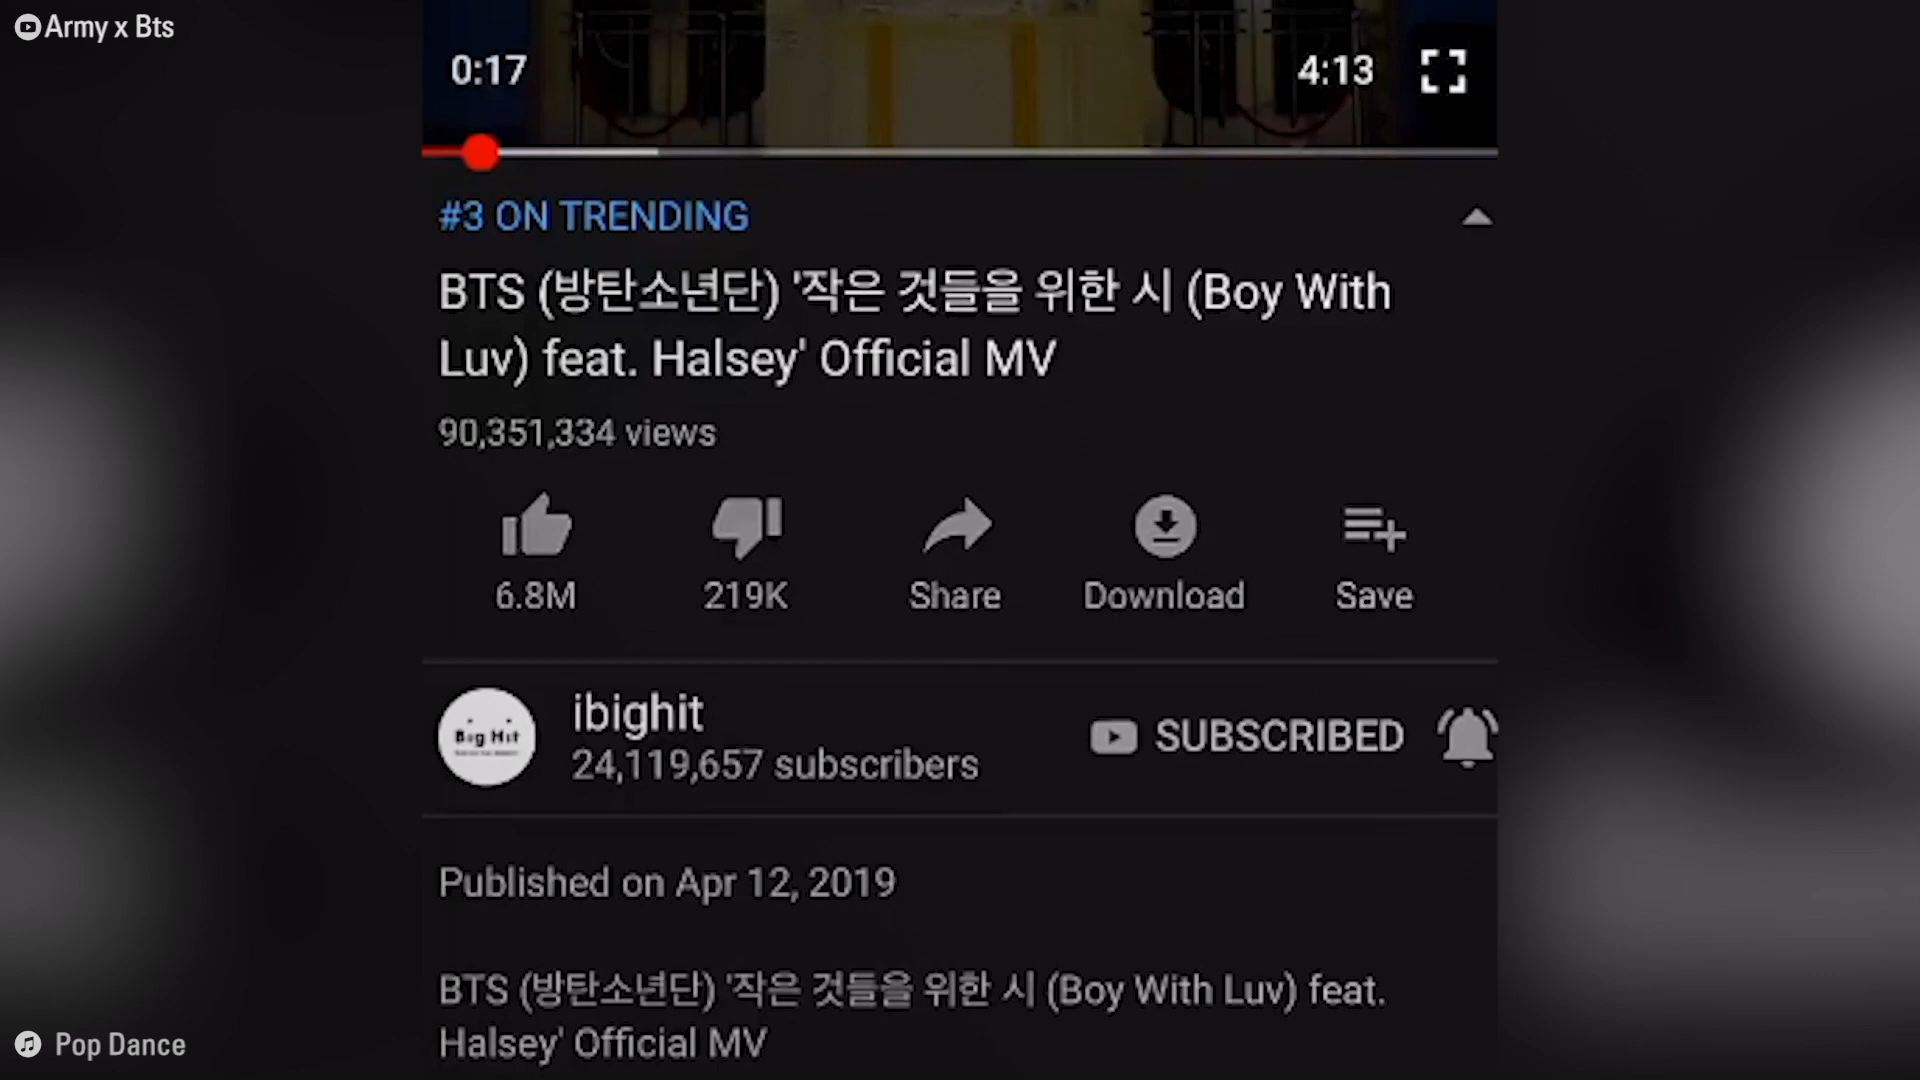 Army x Bts
0:17
4:13
#3 ON TRENDING
BTS (방탄소년단) '작은 것들을 위한 시 (Boy With
Luv) feat. Halsey' Official MV
90,351,334 views
6.8M
219K
Share
Download
Save
Big Hit
ibighit
24,119,657 subscribers
SUBSCRIBED
Published on Apr 12, 2019
BTS (방탄소년단) '작은 것들을 위한 시 (Boy With Luv) feat.
Halsey' Official MV
Pop Dance